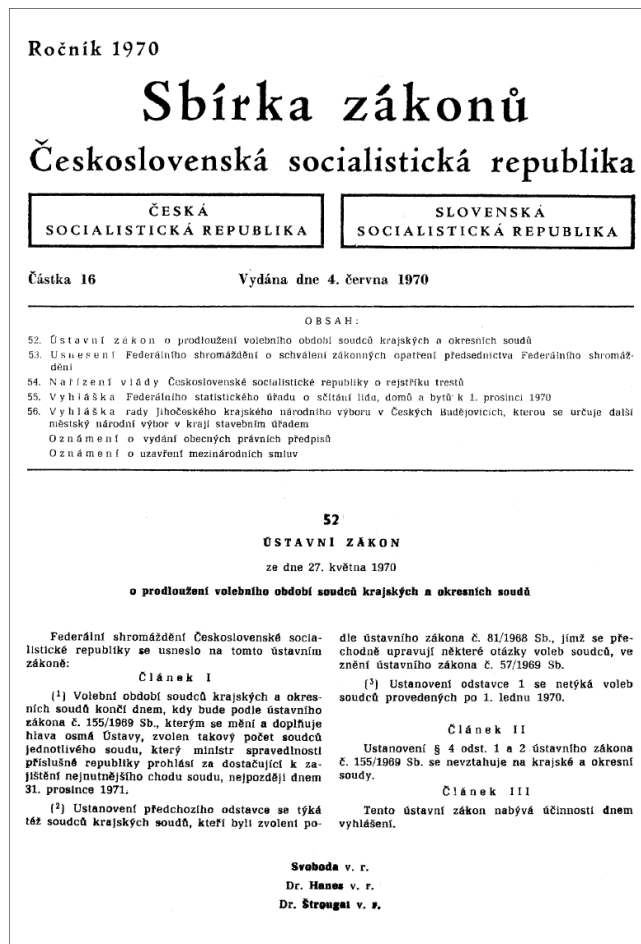 Ročník 1970
Sbírka zákonů
Československá socialistická republika
ČESKÁ
SOCIALISTICKÁ REPUBLIKA
SLOVENSKÁ
SOCIALISTICKÁ REPUBLIKA
Částka 16
Vydána dne 4. června 1970
OBSAH:
52. Ústavní zákon o prodloužení volebního období soudců krajských a okresních soudů
53. Usnesení Federálního shromáždění o schválení zákonných opatření předsednictva Federálního shromáž-
dění
54. Nařízení vlády Československé socialistické republiky o rejstříku trestů
55. Vyhláška Federálního statistického úřadu o sčítání lidu, domů a bytů k 1. prosinci 1970
56. Vyhláška rady Jihočeského krajského národního výboru v Českých Budějovicích, kterou se určuje další
městský národní výbor v kraji stavebním úřadem
Oznámení o vydání obecných právních předpisů
Oznámení o uzavření mezinárodních smluv
52
ÚSTAVNÍ ZÁKON
ze dne 27. května 1970
o prodloužení volebního období soudců krajských a okresních soudů
Federální shromáždění Československé socia-
listické republiky se usneslo na tomto ústavním
zákoně:
Článek I
(¹) Volební období soudců krajských a okres-
ních soudů končí dnem, kdy bude podle ústavního
zákona č. 155/1969 Sb., kterým se mění a doplňuje
hlava osmá Ústavy, zvolen takový počet soudců
jednotlivého soudu, který ministr spravedlnosti
příslušné republiky prohlásí za dostačující k za-
jištění nejnutnějšího chodu soudu, nejpozději dnem
31. prosince 1971.
(²) Ustanovení předchozího odstavce se týká
též soudců krajských soudů, kteří byli zvoleni po-
dle ústavního zákona č. 81/1968 Sb., jímž se pře-
chodně upravují některé otázky voleb soudců, ve
znění ústavního zákona č. 57/1969 Sb.
(³) Ustanovení odstavce 1 se netýká voleb
soudců provedených po 1. lednu 1970.
Článek II
Ustanovení § 4 odst. 1 a 2 ústavního zákona
č. 155/1969 Sb. se nevztahuje na krajské a okresní
soudy.
Článek III
Tento ústavní zákon nabývá účinnosti dnem
vyhlášení.
Svoboda v. r.
Dr. Hanes v. r.
Dr. Štrougal v. r.